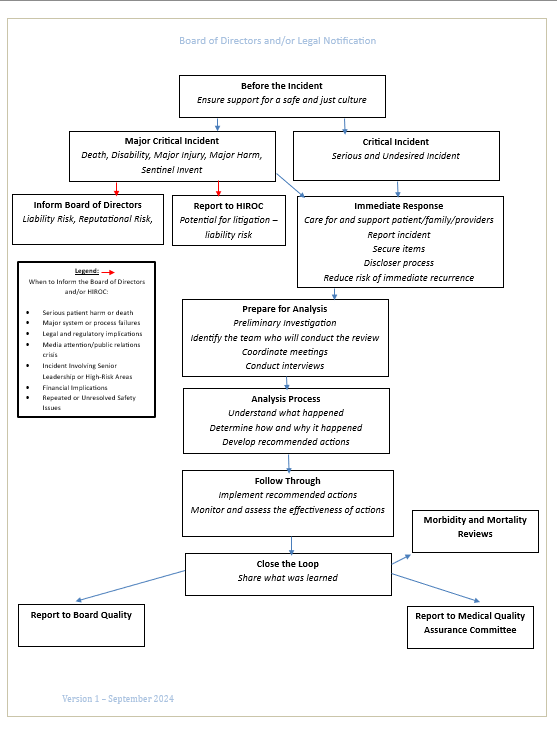 Board of Directors and/or Legal Notification
Before the Incident
Ensure support for a safe and just culture
Major Critical Incident
Death, Disability, Major Injury, Major Harm,
Sentinel Invent
Critical Incident
Serious and Undesired Incident
Inform Board of Directors
Liability Risk, Reputational Risk,
Report to HIROC
Potential for litigation –
liability risk
Immediate Response
Care for and support patient/family/providers
Report incident
Secure items
Discloser process
Reduce risk of immediate recurrence
Legend:
When to Inform the Board of Directors
and/or HIROC:
• Serious patient harm or death
• Major system or process failures
• Legal and regulatory implications
• Media attention/public relations
crisis
• Incident Involving Senior
Leadership or High-Risk Areas
• Financial Implications
• Repeated or Unresolved Safety
Issues
Prepare for Analysis
Preliminary Investigation
Identify the team who will conduct the review
Coordinate meetings
Conduct interviews
Analysis Process
Understand what happened
Determine how and why it happened
Develop recommended actions
Follow Through
Implement recommended actions
Monitor and assess the effectiveness of actions
Morbidity and Mortality
Reviews
Close the Loop
Share what was learned
Report to Board Quality
Report to Medical Quality
Assurance Committee
Version 1 – September 2024